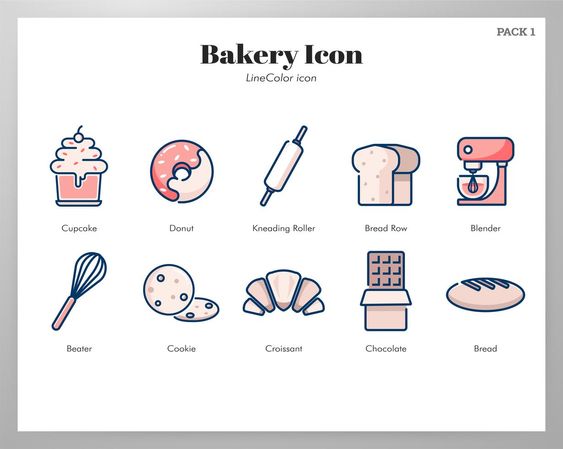 PACK 1
Bakery Icon
LineColor icon
Cupcake
Donut
Kneading Roller
Bread Row
Blender
Beater
Cookie
Croissant
Chocolate
Bread